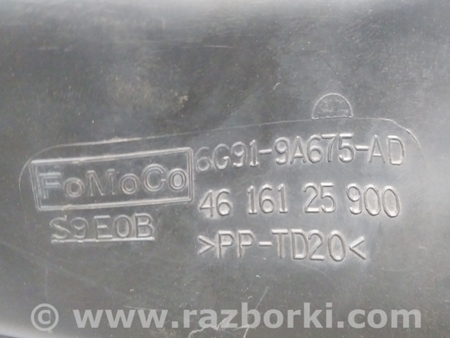 6G91-9A675-AD
FoMoCo
46 161 25 900
S9E0B
>PP-TD20<
www.razborki.com